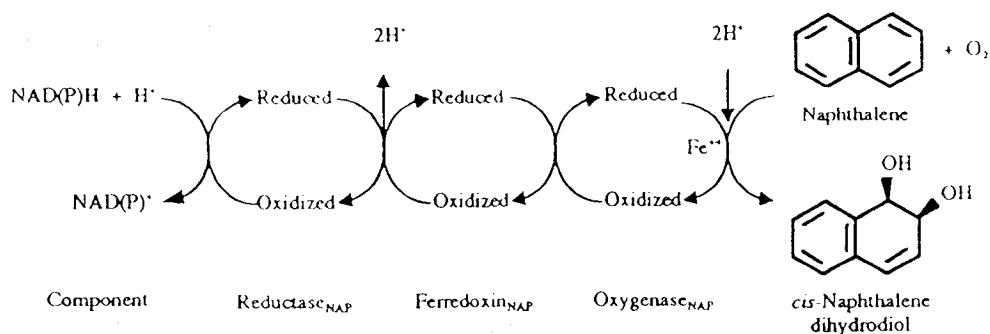 2H⁺
2H⁺
+ O₂
NAD(P)H + H⁺
Reduced
Reduced
Reduced
Naphthalene
Fe⁺⁺
OH
OH
NAD(P)⁺
Oxidized
Oxidized
Oxidized
Component
Reductase_NAP
Ferredoxin_NAP
Oxygenase_NAP
cis-Naphthalene
dihydrodiol